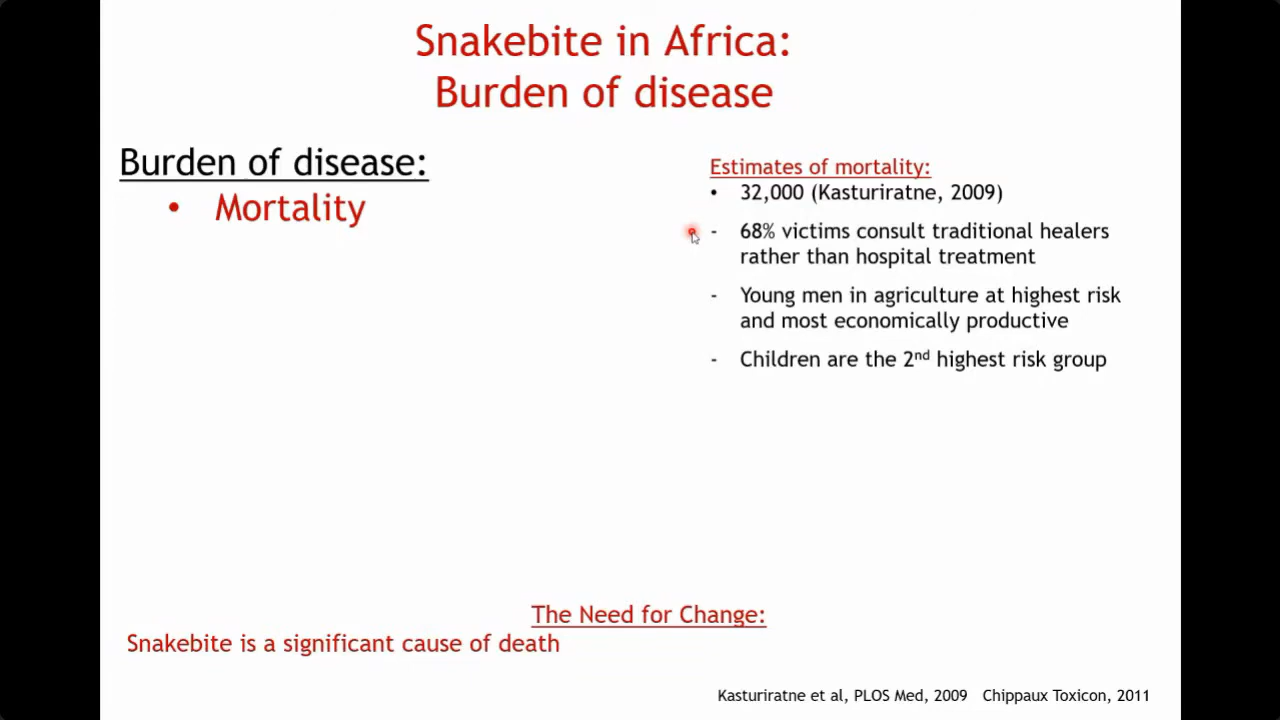 Snakebite in Africa:
Burden of disease
Burden of disease:
• Mortality
Estimates of mortality:
• 32,000 (Kasturiratne, 2009)
- 68% victims consult traditional healers
rather than hospital treatment
- Young men in agriculture at highest risk
and most economically productive
- Children are the 2nd highest risk group
The Need for Change:
Snakebite is a significant cause of death
Kasturiratne et al, PLOS Med, 2009 Chippaux Toxicon, 2011